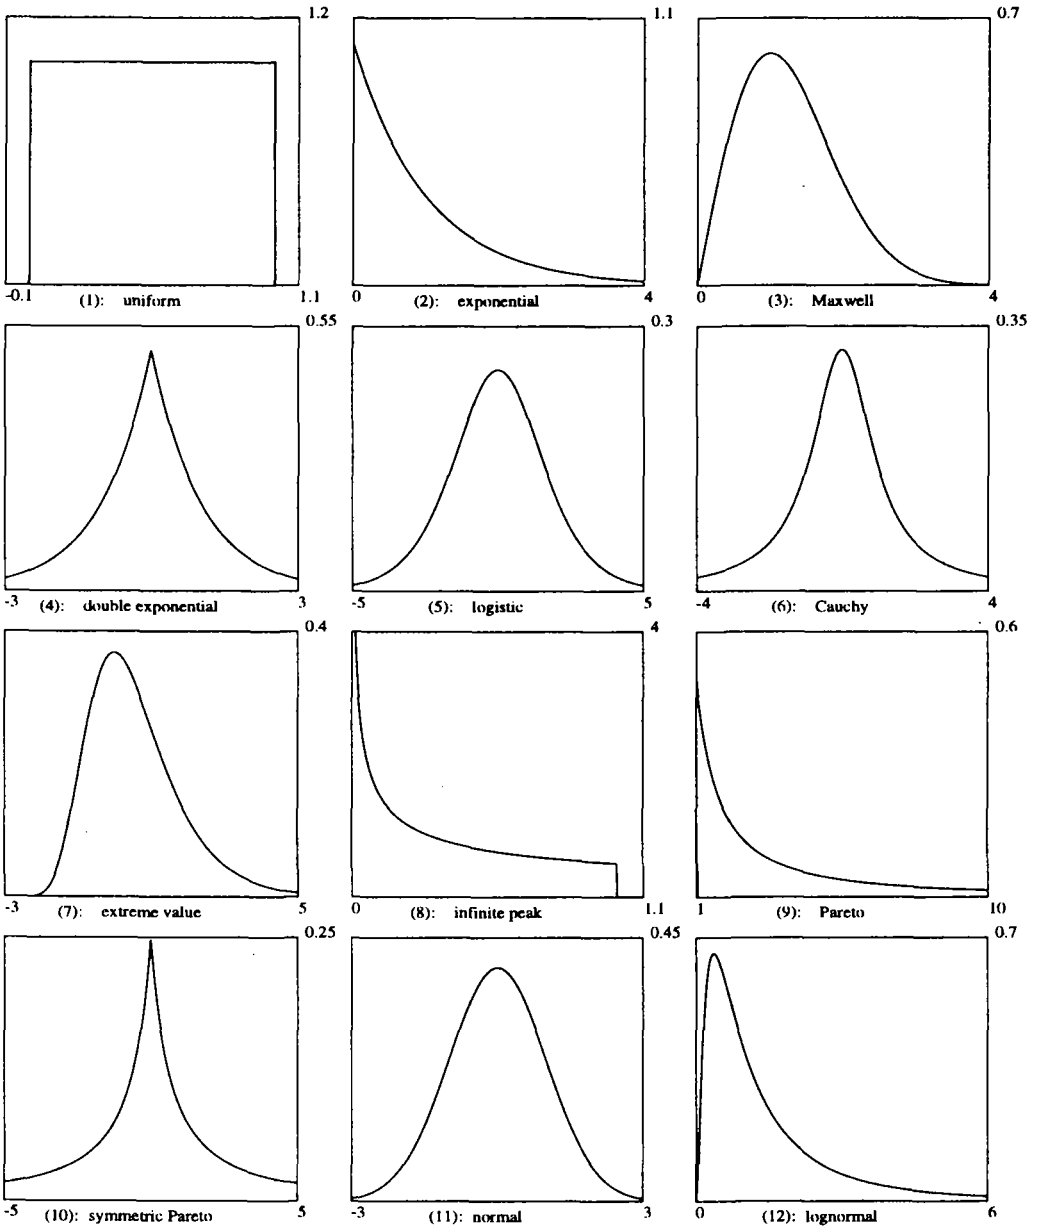 1.2 1.1 0.7
-0.1 (1): uniform 1.1 0 (2): exponential 4 0 (3): Maxwell 4
0.55 0.3 0.35
-3 (4): double exponential 3 -5 (5): logistic 5 -4 (6): Cauchy 4
0.4 4 0.6
-3 (7): extreme value 5 0 (8): infinite peak 1.1 1 (9): Pareto 10
0.25 0.45 0.7
-5 (10): symmetric Pareto 5 -3 (11): normal 3 0 (12): lognormal 6